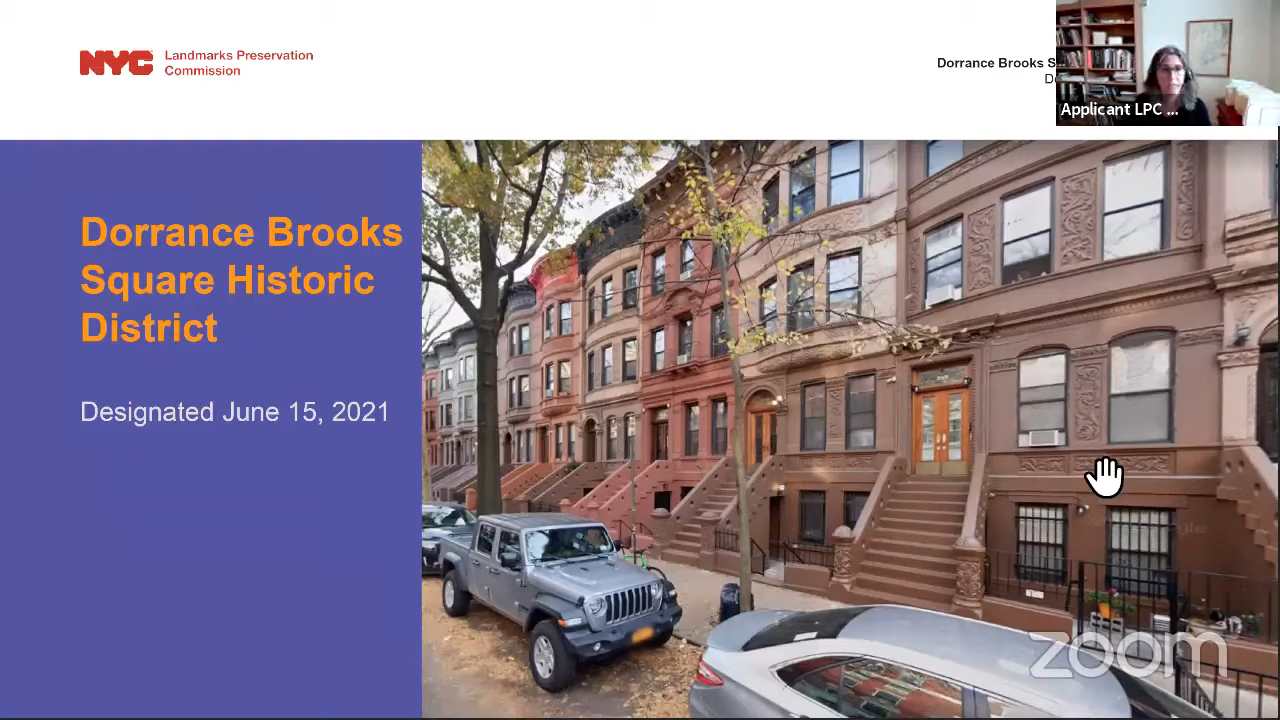 NYC Landmarks Preservation
Commission
Dorrance Brooks S
Applicant LPC ...
Dorrance Brooks
Square Historic
District
Designated June 15, 2021
zoom